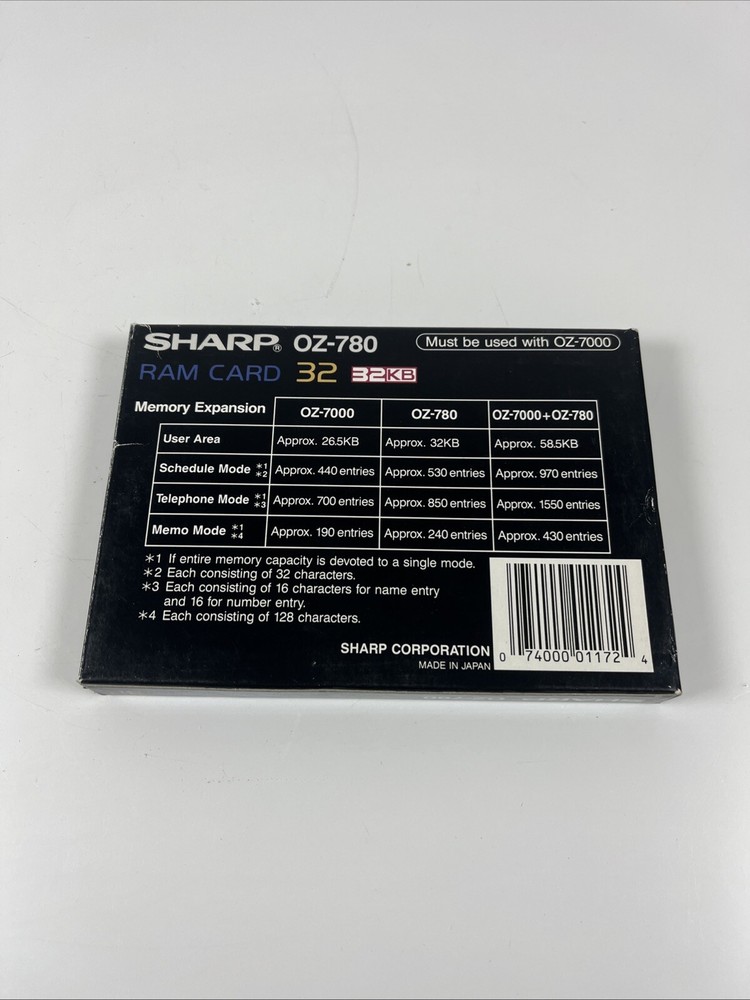 SHARP® OZ-780 Must be used with OZ-7000
RAM CARD 32 32KB
Memory Expansion OZ-7000 OZ-780 OZ-7000+OZ-780
User Area Approx. 26.5KB Approx. 32KB Approx. 58.5KB
Schedule Mode *1 *2 Approx. 440 entries Approx. 530 entries Approx. 970 entries
Telephone Mode *1 *3 Approx. 700 entries Approx. 850 entries Approx. 1550 entries
Memo Mode *1 *4 Approx. 190 entries Approx. 240 entries Approx. 430 entries
*1 If entire memory capacity is devoted to a single mode.
*2 Each consisting of 32 characters.
*3 Each consisting of 16 characters for name entry
and 16 for number entry.
*4 Each consisting of 128 characters.
SHARP CORPORATION
MADE IN JAPAN
0 74000 01172 4